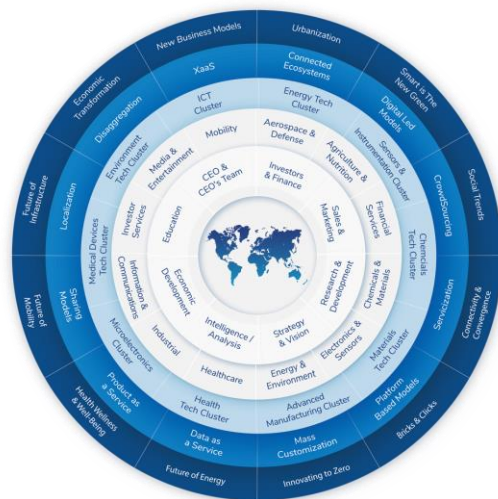 New Business Models
Urbanization
Smart is The
New Green
Social Trends
Connectivity &
Convergence
Bricks & Clicks
Innovating to Zero
Future of Energy
Health Wellness
& Well-Being
Future of
Mobility
Future of
Infrastructure
Economic
Transformation
XaaS
Connected
Ecosystems
Digital Led
Models
CrowdSourcing
Servicization
Platform
Based Models
Mass
Customization
Data as
a Service
Product as
a Service
Sharing
Models
Localization
Disaggregation
ICT
Cluster
Energy Tech
Cluster
Sensors &
Instrumentation Cluster
Chemcials
Tech Cluster
Materials
Tech Cluster
Advanced
Manufacturing Cluster
Health
Tech Cluster
Microelectronics
Cluster
Medical Devices
Tech Cluster
Environment
Tech Cluster
Mobility
Aerospace &
Defense
Agriculture &
Nutrition
Financial
Services
Chemicals &
Materials
Electronics &
Sensors
Energy &
Environment
Healthcare
Industrial
Information &
Communications
Investor
Services
Media &
Entertainment
CEO &
CEO's Team
Investors
& Finance
Sales &
Marketing
Research &
Development
Strategy
& Vision
Intelligence /
Analysis
Economic
Development
Education